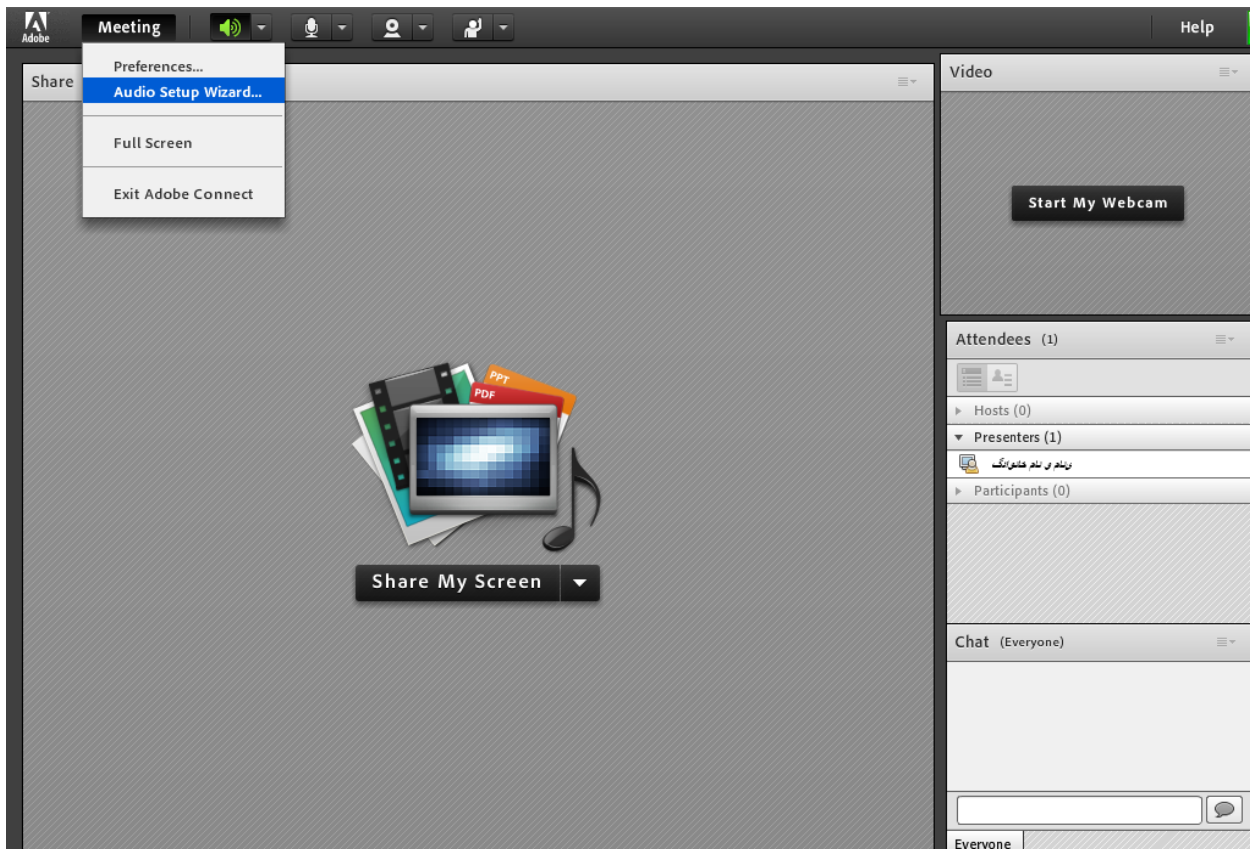 Adobe
Meeting
Help
Preferences...
Audio Setup Wizard...
Full Screen
Exit Adobe Connect
Share
PPT
PDF
Share My Screen
Video
Start My Webcam
Attendees (1)
Hosts (0)
Presenters (1)
Participants (0)
Chat (Everyone)
Everyone